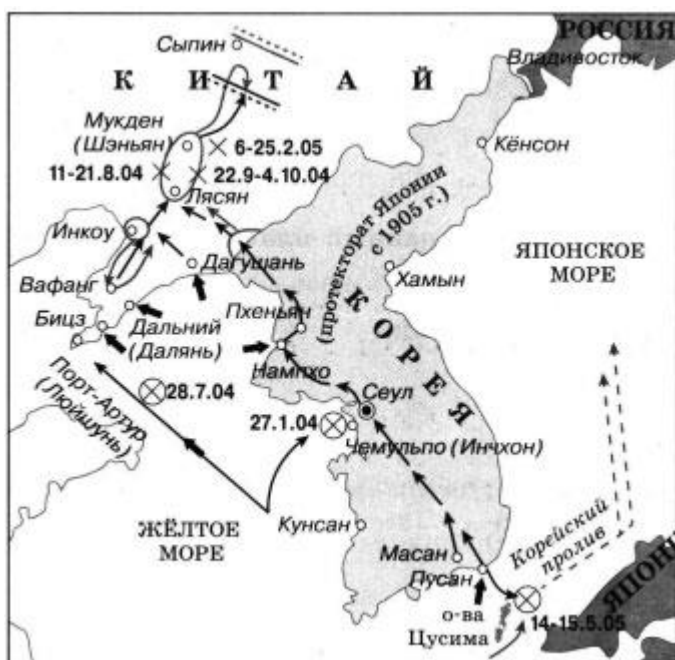 РОССИЯ
Владивосток
Сыпин
КИТАЙ
Мукден
(Шэньян)
6-25.2.05
11-21.8.04
22.9-4.10.04
Лясян
Кёнсон
Инкоу
Вафанг
Дагушань
(протекторат Японии
с 1905 г.)
ЯПОНСКОЕ
МОРЕ
Хамын
КОРЕЯ
Бицз
Дальний
(Далянь)
Пхеньян
Нампхо
Порт-Артур
(Люйшунь)
28.7.04
Сеул
27.1.04
Чемульпо (Инчхон)
ЖЁЛТОЕ
МОРЕ
Кунсан
Масан
Пусан
Корейский
пролив
о-ва
Цусима
14-15.5.05
ЯПОНИ